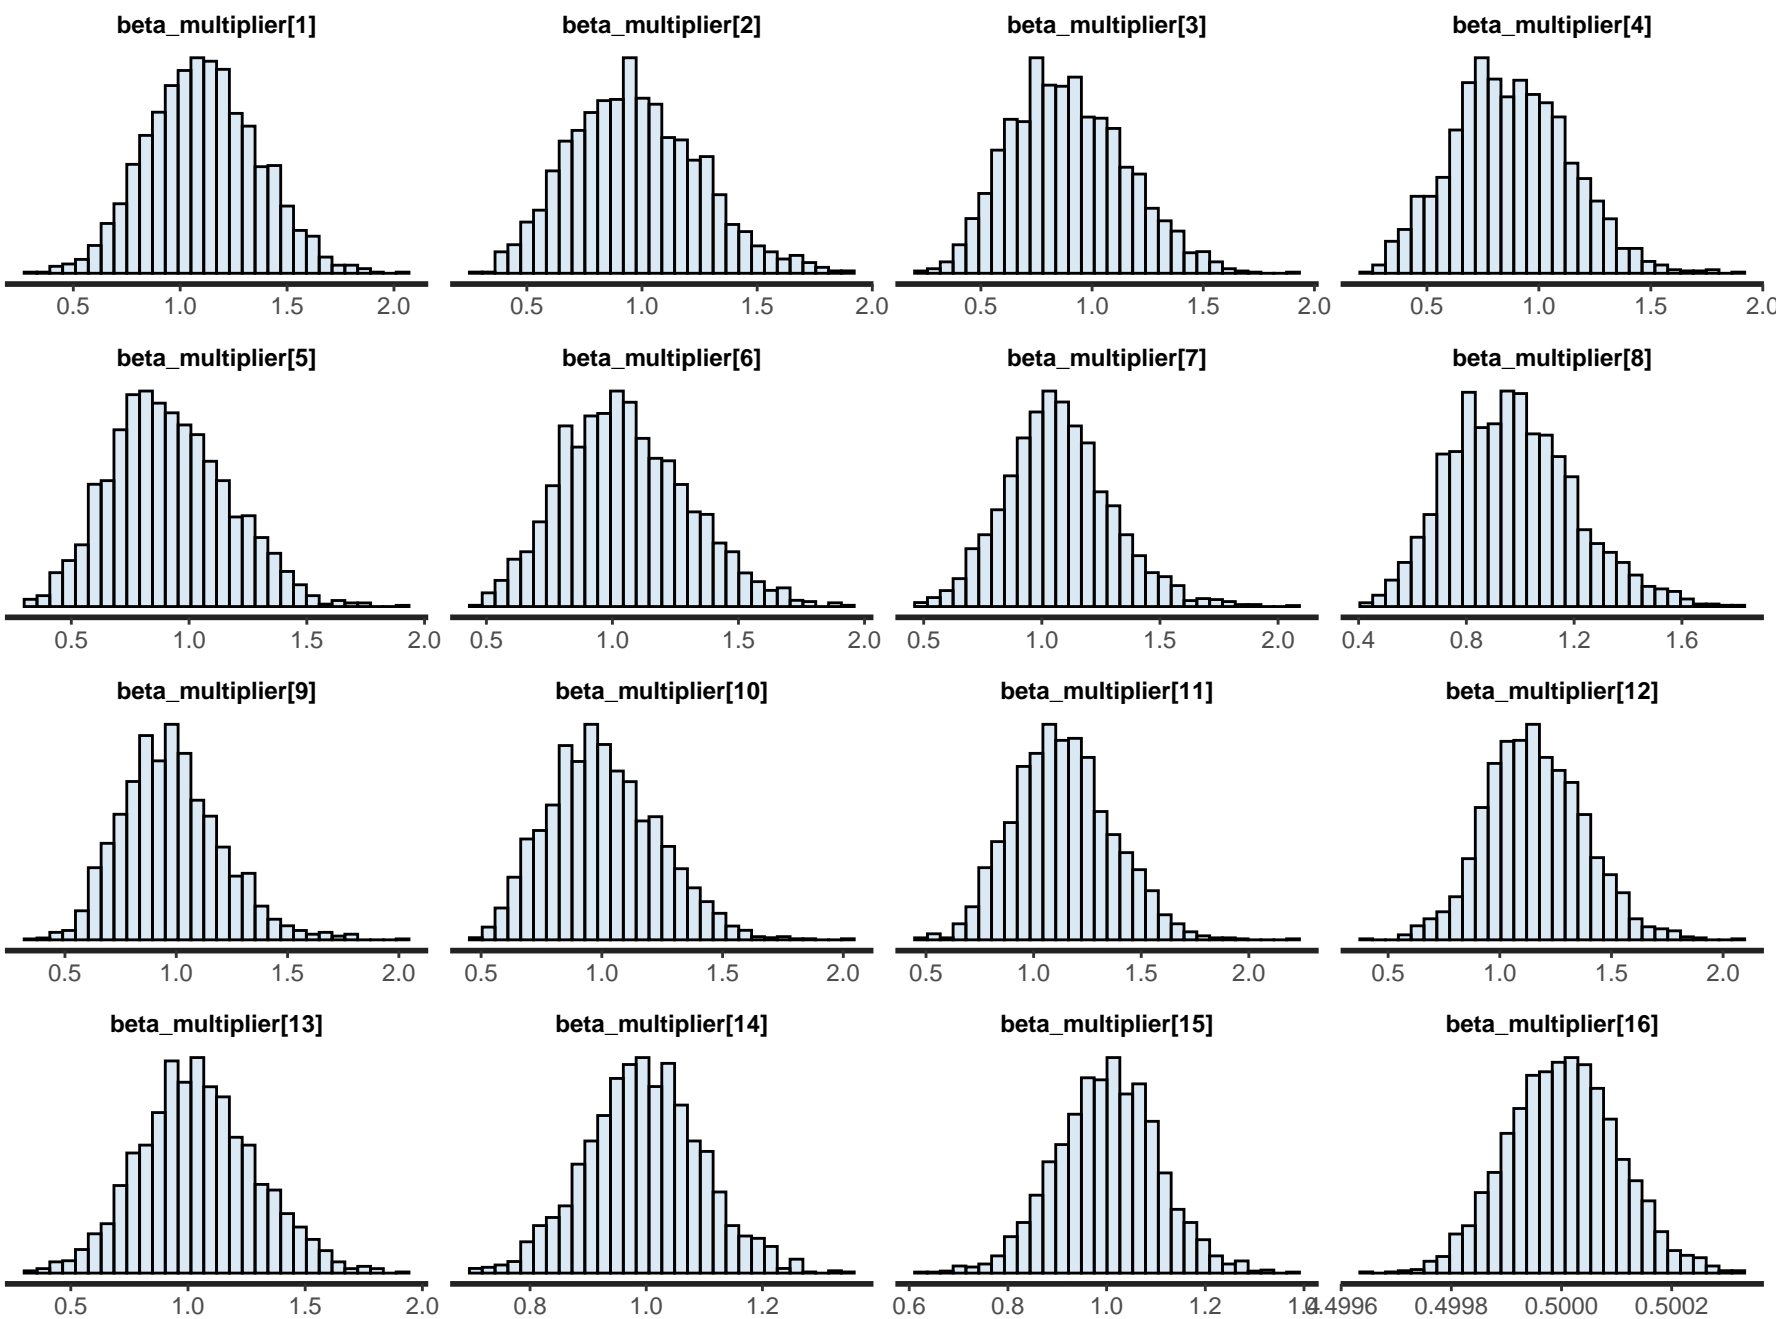 beta_multiplier[1] beta_multiplier[2] beta_multiplier[3] beta_multiplier[4]
0.5 1.0 1.5 2.0 0.5 1.0 1.5 2.0 0.5 1.0 1.5 2.0 0.5 1.0 1.5 2.0
beta_multiplier[5] beta_multiplier[6] beta_multiplier[7] beta_multiplier[8]
0.5 1.0 1.5 2.0 0.5 1.0 1.5 2.0 0.5 1.0 1.5 2.0 0.4 0.8 1.2 1.6
beta_multiplier[9] beta_multiplier[10] beta_multiplier[11] beta_multiplier[12]
0.5 1.0 1.5 2.0 0.5 1.0 1.5 2.0 0.5 1.0 1.5 2.0 0.5 1.0 1.5 2.0
beta_multiplier[13] beta_multiplier[14] beta_multiplier[15] beta_multiplier[16]
0.5 1.0 1.5 2.0 0.8 1.0 1.2 0.6 0.8 1.0 1.2 1.4 0.4996 0.4998 0.5000 0.5002